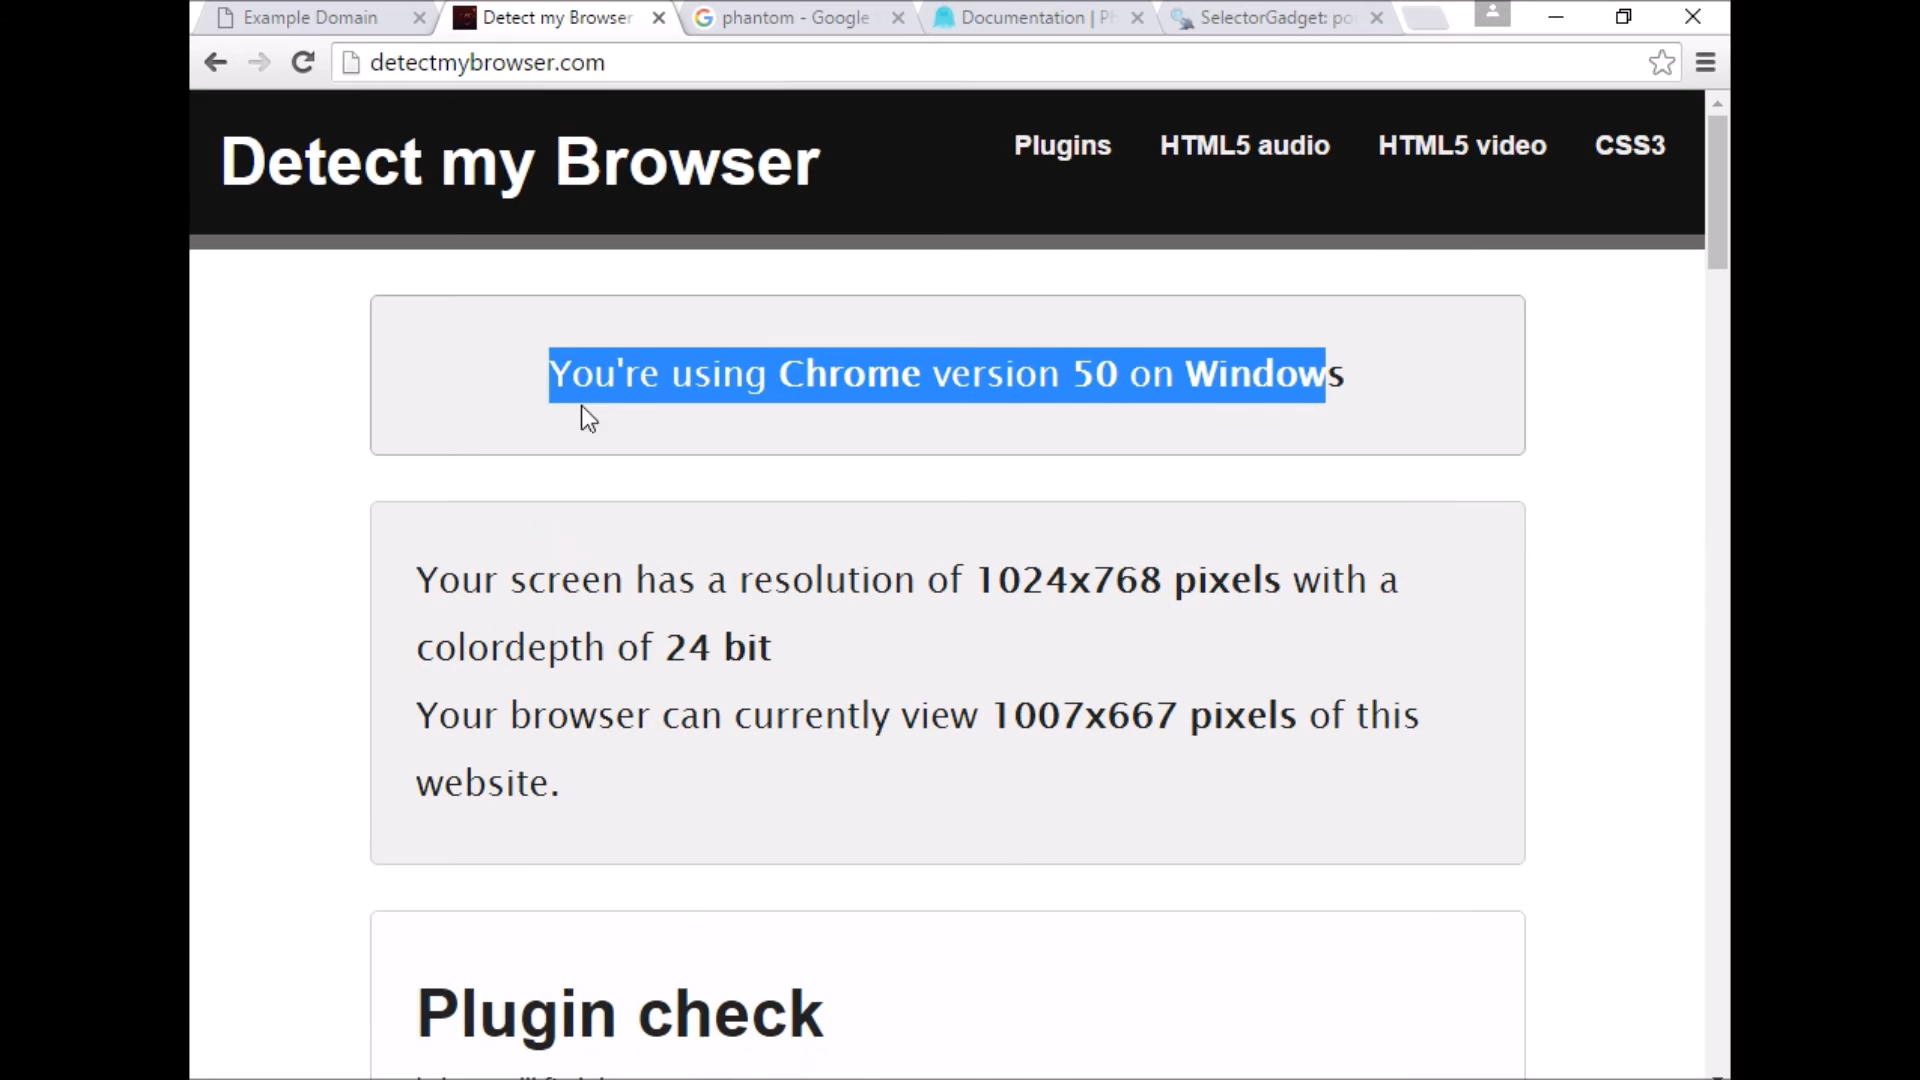 Example Domain
Detect my Browser
phantom - Google
Documentation | Ph
SelectorGadget: po
detectmybrowser.com
Detect my Browser
Plugins
HTML5 audio
HTML5 video
CSS3
You're using Chrome version 50 on Windows
Your screen has a resolution of 1024x768 pixels with a
colordepth of 24 bit
Your browser can currently view 1007x667 pixels of this
website.
Plugin check